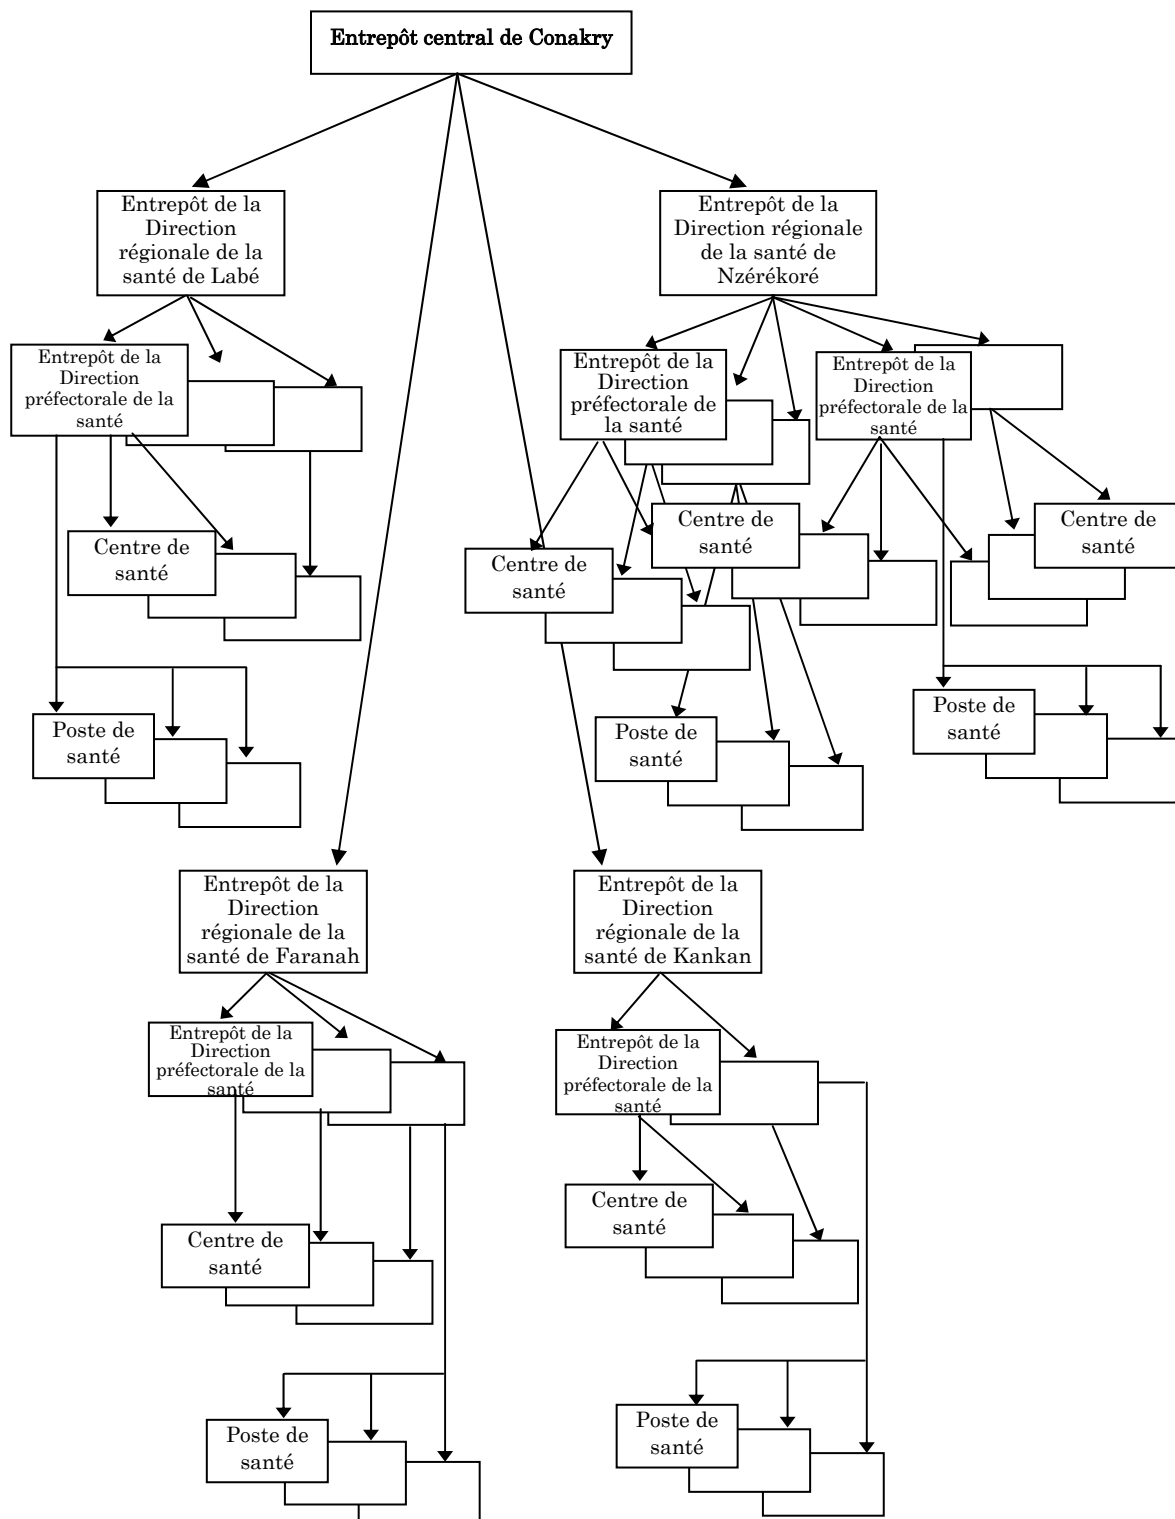 Entrepôt central de Conakry
Entrepôt de la
Direction
régionale de la
santé de Labé
Entrepôt de la
Direction régionale
de la santé de
Nzérékoré
Entrepôt de la
Direction
préfectorale de la
santé
Entrepôt de la
Direction
préfectorale de
la santé
Entrepôt de la
Direction
préfectorale de la
santé
Centre de
santé
Centre de
santé
Centre de
santé
Centre de
santé
Poste de
santé
Poste de
santé
Poste de
santé
Entrepôt de la
Direction
régionale de la
santé de Faranah
Entrepôt de la
Direction
régionale de la
santé de Kankan
Entrepôt de la
Direction
préfectorale de la
santé
Entrepôt de la
Direction
préfectorale de la
santé
Centre de
santé
Centre de
santé
Poste de
santé
Poste de
santé